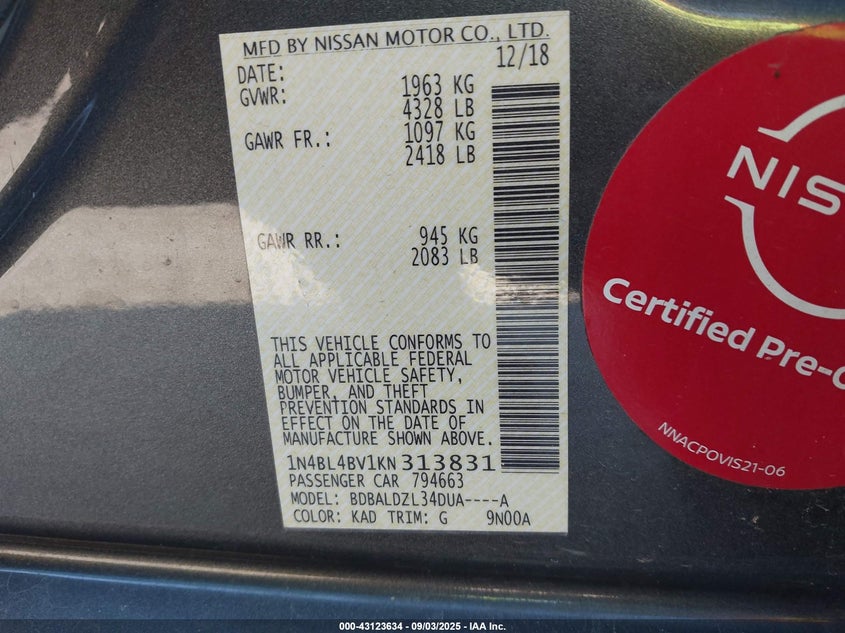 MFD BY NISSAN MOTOR CO., LTD.
DATE: 12/18
GVWR: 1963 KG
4328 LB
GAWR FR.: 1097 KG
2418 LB
GAWR RR.: 945 KG
2083 LB
THIS VEHICLE CONFORMS TO
ALL APPLICABLE FEDERAL
MOTOR VEHICLE SAFETY,
BUMPER, AND THEFT
PREVENTION STANDARDS IN
EFFECT ON THE DATE OF
MANUFACTURE SHOWN ABOVE.
1N4BL4BV1KN313831
PASSENGER CAR 794663
MODEL: BDBALDZL34DUA----A
COLOR: KAD TRIM: G 9N00A
NIS
Certified Pre-
NNACPOVIS21-06
000-43123634 - 09/03/2025 - IAA Inc.